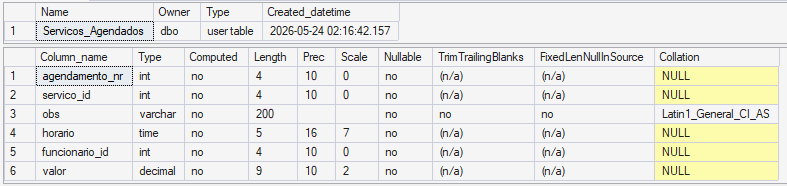 Name Owner Type Created_datetime
1 Servicos_Agendados dbo user table 2026-05-24 02:16:42.157
Column_name Type Computed Length Prec Scale Nullable TrimTrailingBlanks FixedLenNullInSource Collation
1 agendamento_nr int no 4 10 0 no (n/a) (n/a) NULL
2 servico_id int no 4 10 0 no (n/a) (n/a) NULL
3 obs varchar no 200 no no no Latin1_General_CI_AS
4 horario time no 5 16 7 no (n/a) (n/a) NULL
5 funcionario_id int no 4 10 0 no (n/a) (n/a) NULL
6 valor decimal no 9 10 2 no (n/a) (n/a) NULL